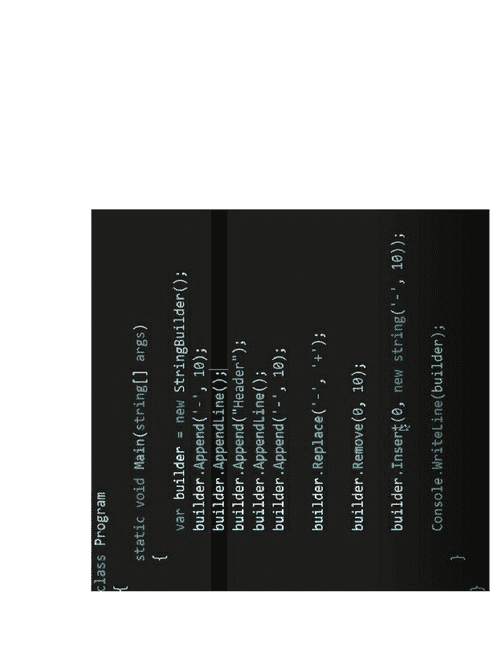 class Program
{
static void Main(string[] args)
{
var builder = new StringBuilder();
builder.Append('-', 10);
builder.AppendLine();
builder.Append("Header");
builder.AppendLine();
builder.Append('-', 10);
builder.Replace('-', '+');
builder.Remove(0, 10);
builder.Insert(0, new string('-', 10));
Console.WriteLine(builder);
}
}